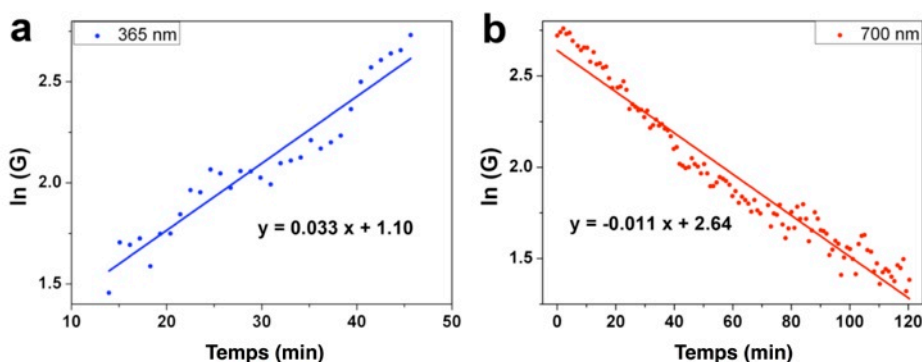 a
365 nm
ln (G)
2.5
2.0
1.5
y = 0.033 x + 1.10
10
20
30
40
50
Temps (min)
b
700 nm
ln (G)
2.5
2.0
1.5
y = -0.011 x + 2.64
0
20
40
60
80
100
120
Temps (min)